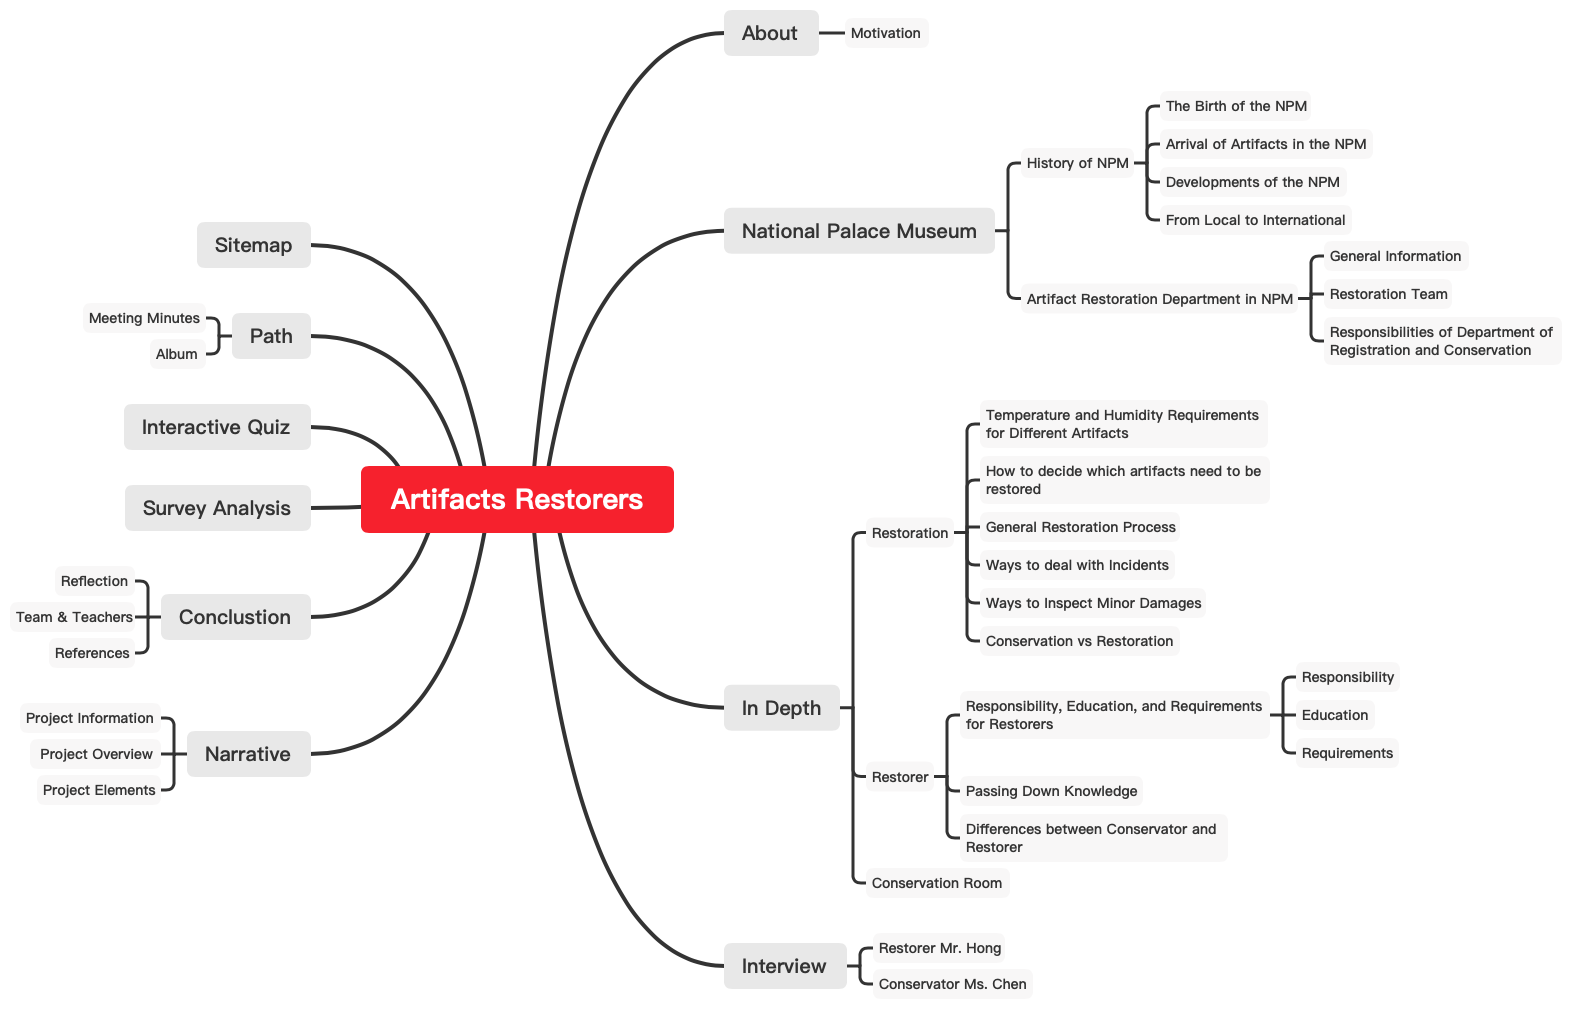 Artifacts Restorers
About
Motivation
National Palace Museum
History of NPM
The Birth of the NPM
Arrival of Artifacts in the NPM
Developments of the NPM
From Local to International
Artifact Restoration Department in NPM
General Information
Restoration Team
Responsibilities of Department of
Registration and Conservation
In Depth
Restoration
Temperature and Humidity Requirements
for Different Artifacts
How to decide which artifacts need to be
restored
General Restoration Process
Ways to deal with Incidents
Ways to Inspect Minor Damages
Conservation vs Restoration
Restorer
Responsibility, Education, and Requirements
for Restorers
Responsibility
Education
Requirements
Passing Down Knowledge
Differences between Conservator and
Restorer
Conservation Room
Interview
Restorer Mr. Hong
Conservator Ms. Chen
Sitemap
Path
Meeting Minutes
Album
Interactive Quiz
Survey Analysis
Conclustion
Reflection
Team & Teachers
References
Narrative
Project Information
Project Overview
Project Elements